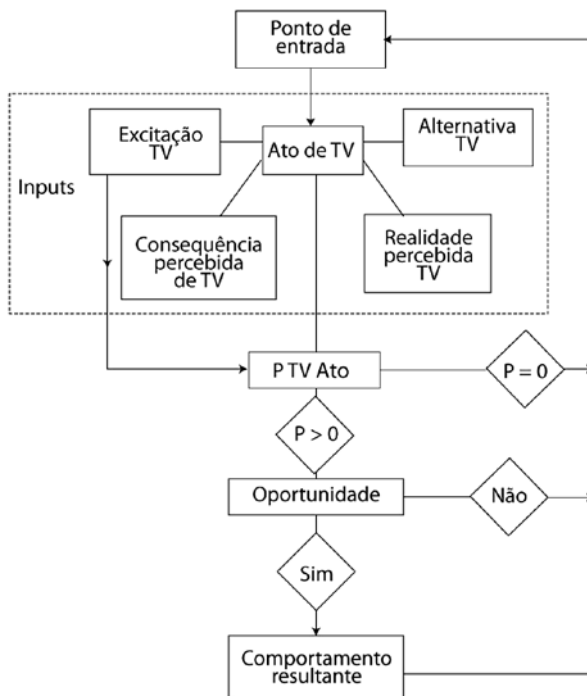 Ponto de
entrada
Excitação
TV
Ato de TV
Alternativa
TV
Inputs
Consequência
percebida
de TV
Realidade
percebida
TV
P TV Ato
P = 0
P > 0
Oportunidade
Não
Sim
Comportamento
resultante